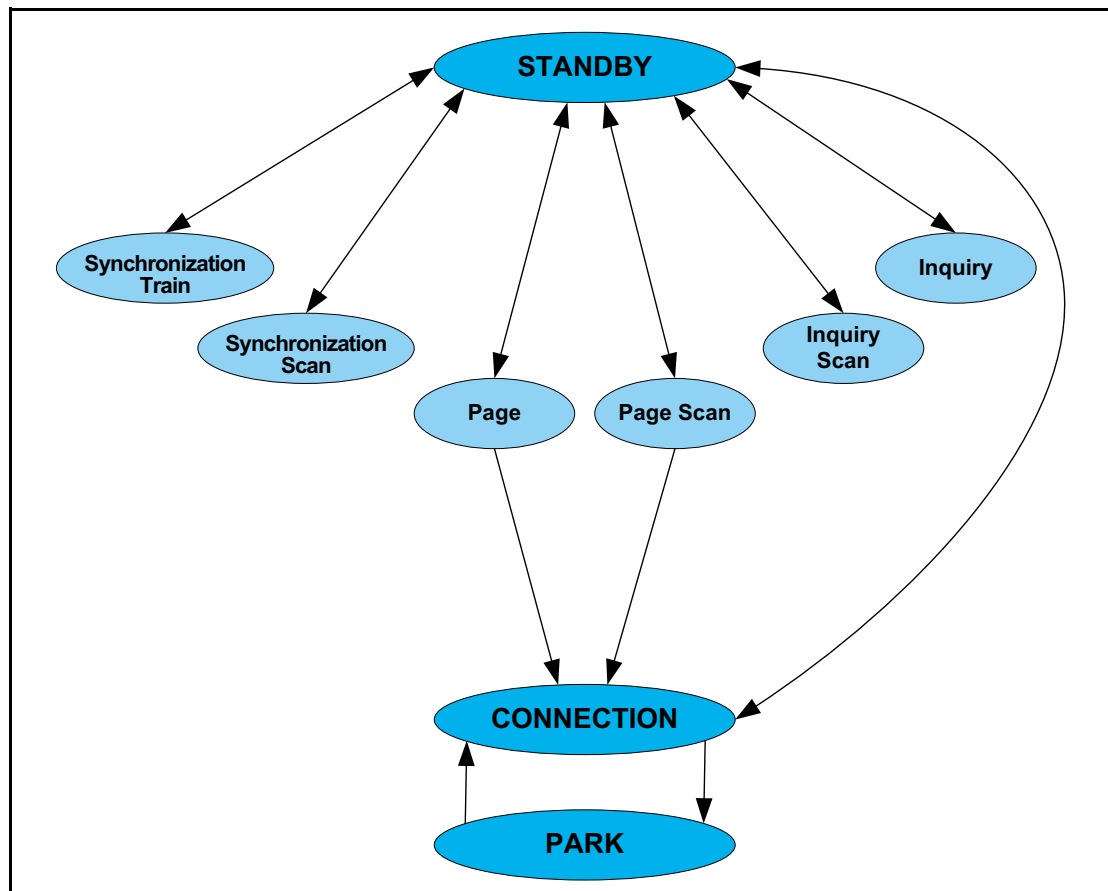 STANDBY
Synchronization
Train
Inquiry
Synchronization
Scan
Inquiry
Scan
Page
Page Scan
CONNECTION
PARK